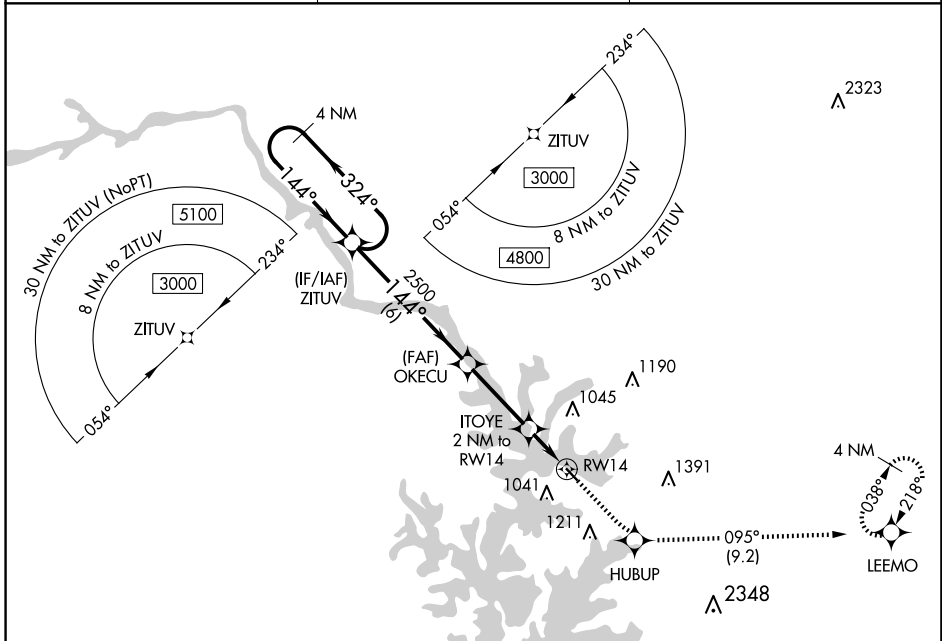 2323
4 NM
234°
ZITUV
3000
8 NM to ZITUV
30 NM to ZITUV
054°
4800
144°
324°
30 NM to ZITUV (NoPT)
5100
8 NM to ZITUV
3000
234°
ZITUV
054°
(IF/IAF)
ZITUV
2500
144°
(6)
(FAF)
OKECU
1190
1045
ITOYE
2 NM to
RW14
RW14
1041
1391
1211
HUBUP
095°
(9.2)
4 NM
038°
218°
LEEMO
2348